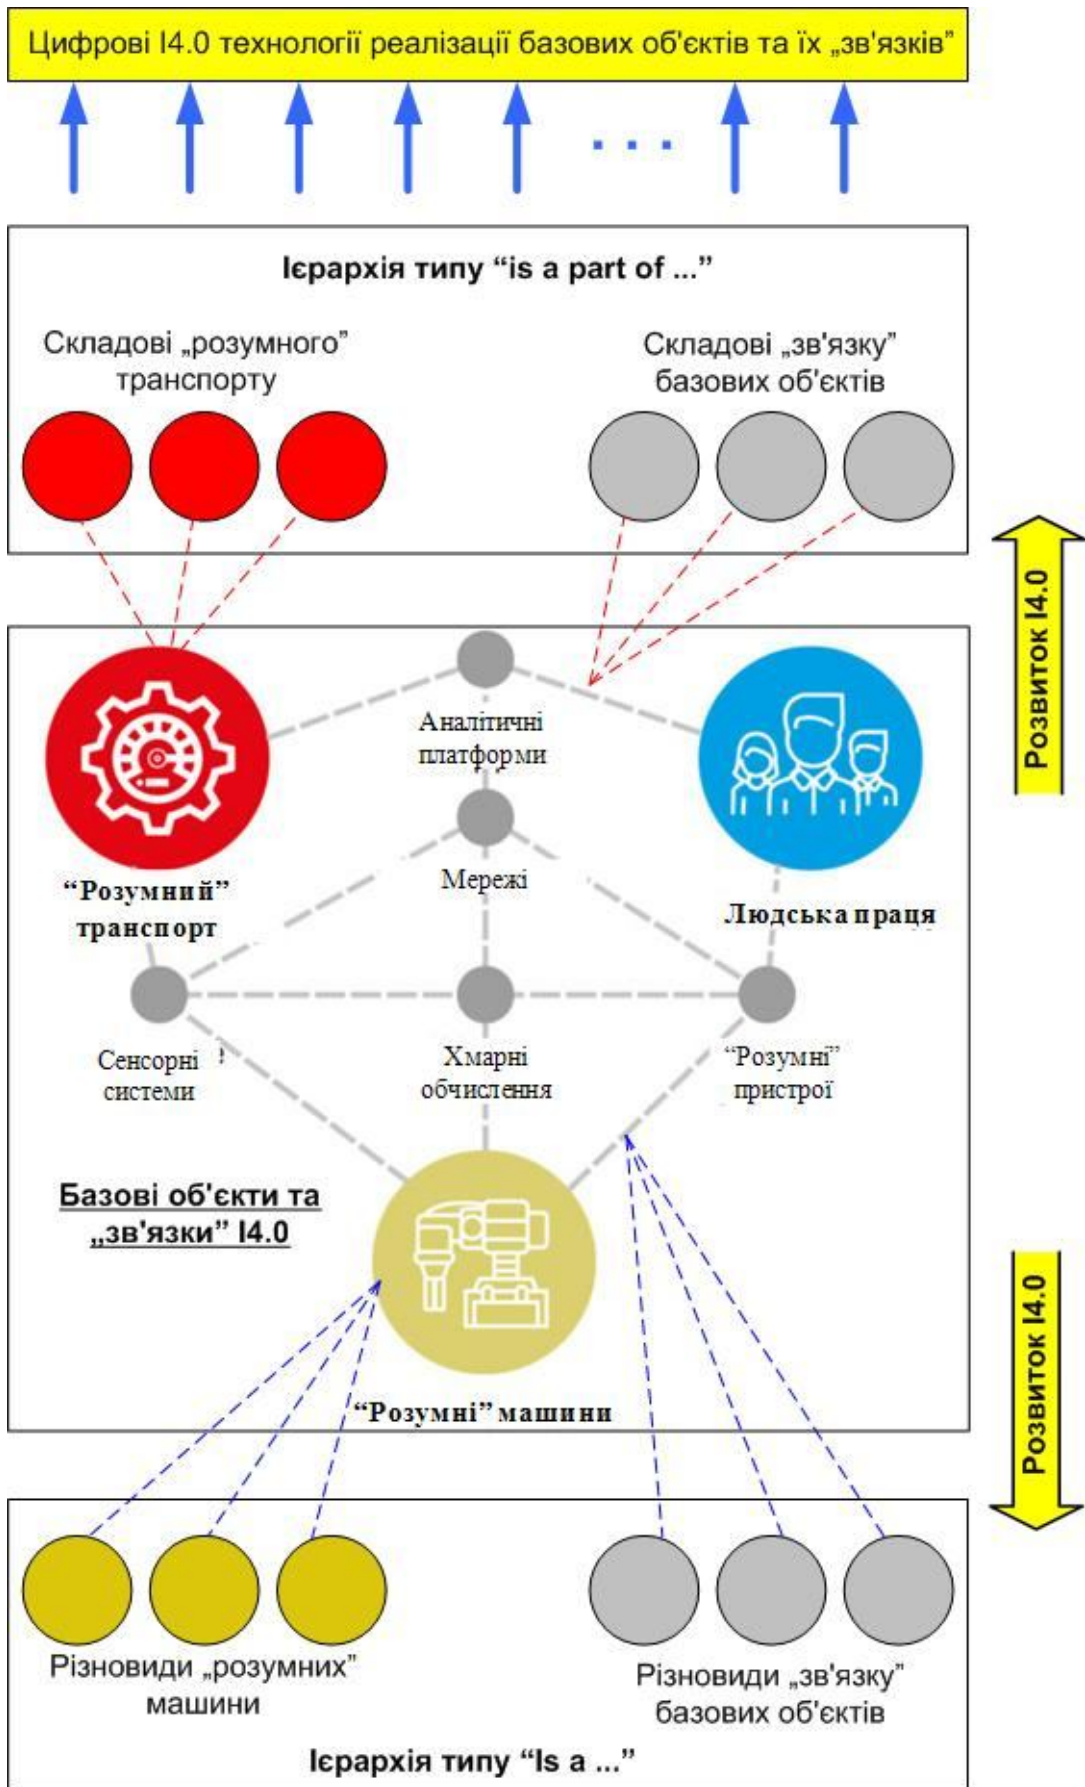 Цифрові І4.0 технології реалізації базових об'єктів та їх „зв'язків”
Ієрархія типу “is a part of ...”
Складові „розумного”
транспорту
Складові „зв'язку”
базових об'єктів
Розвиток І4.0
Аналітичні
платформи
Мережі
“Розумний”
транспорт
Людська праця
Сенсорні
системи
Хмарні
обчислення
“Розумні”
пристрої
Базові об'єкти та
„зв'язки” І4.0
“Розумні” машини
Розвиток І4.0
Різновиди „розумних”
машини
Різновиди „зв'язку”
базових об'єктів
Ієрархія типу “Is a ...”